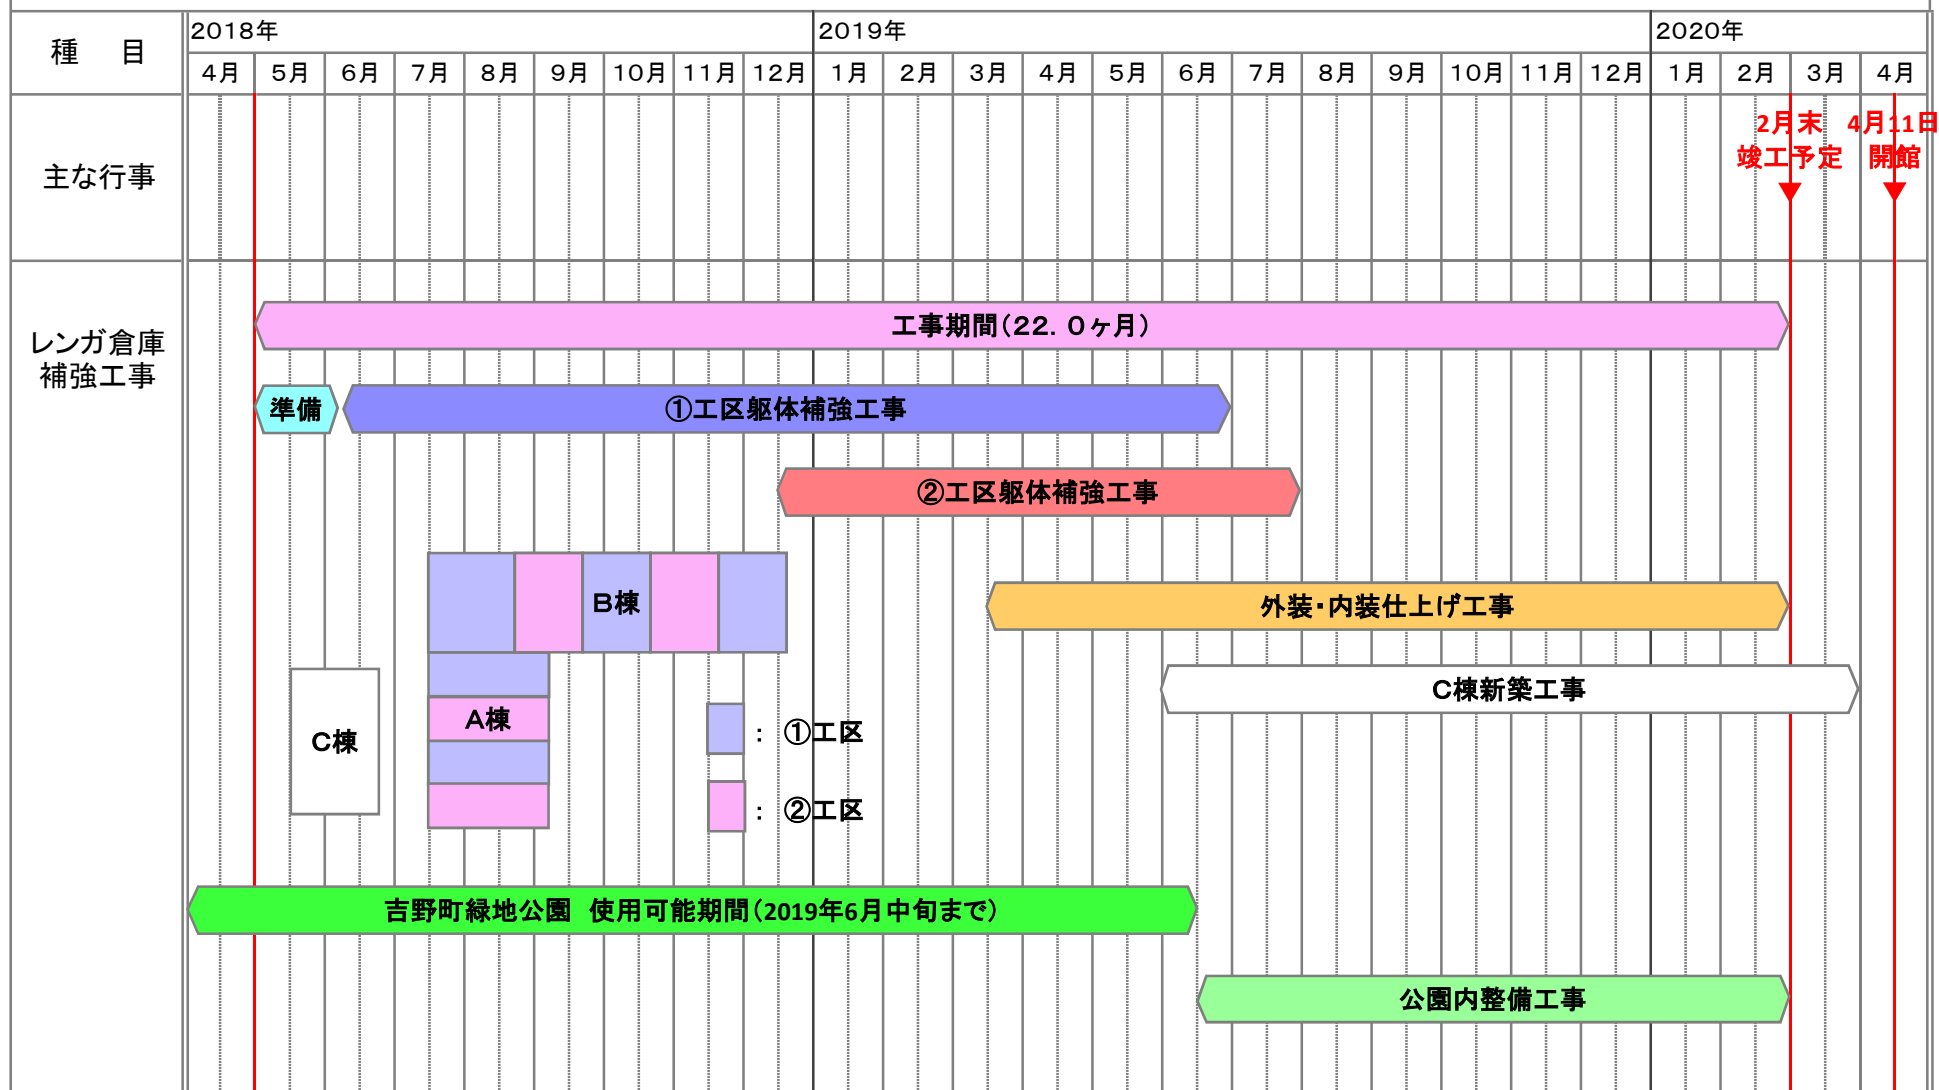 種　目
2018年
2019年
2020年
4月 5月 6月 7月 8月 9月 10月 11月 12月 1月 2月 3月 4月 5月 6月 7月 8月 9月 10月 11月 12月 1月 2月 3月 4月
主な行事
2月末
竣工予定
4月11日
開館
レンガ倉庫
補強工事
工事期間(22.0ヶ月)
準備
①工区躯体補強工事
②工区躯体補強工事
B棟
外装・内装仕上げ工事
C棟新築工事
A棟
C棟
： ①工区
： ②工区
吉野町緑地公園　使用可能期間(2019年6月中旬まで)
公園内整備工事